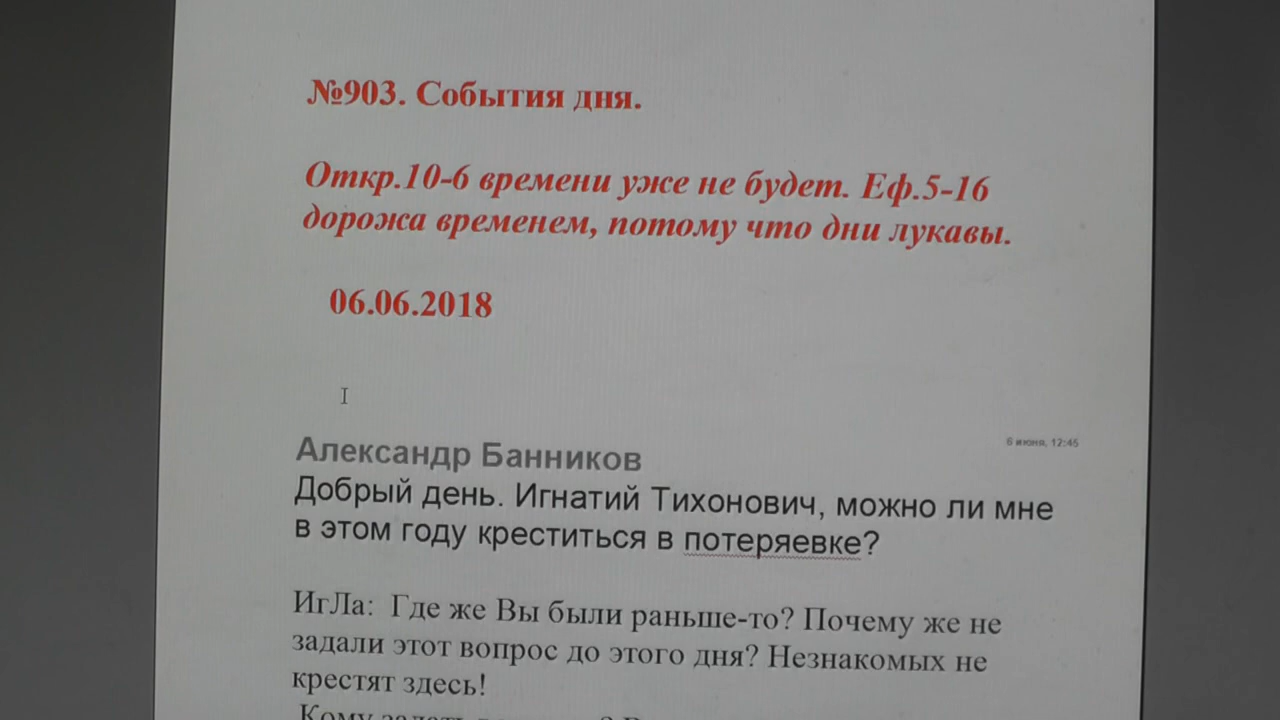 №903. События дня.
Откр.10-6 времени уже не будет. Еф.5-16
дорожа временем, потому что дни лукавы.
06.06.2018
6 июня, 12:45
Александр Банников
Добрый день. Игнатий Тихонович, можно ли мне
в этом году креститься в потеряевке?
ИгЛа: Где же Вы были раньше-то? Почему же не
задали этот вопрос до этого дня? Незнакомых не
крестят здесь!
Кому задать